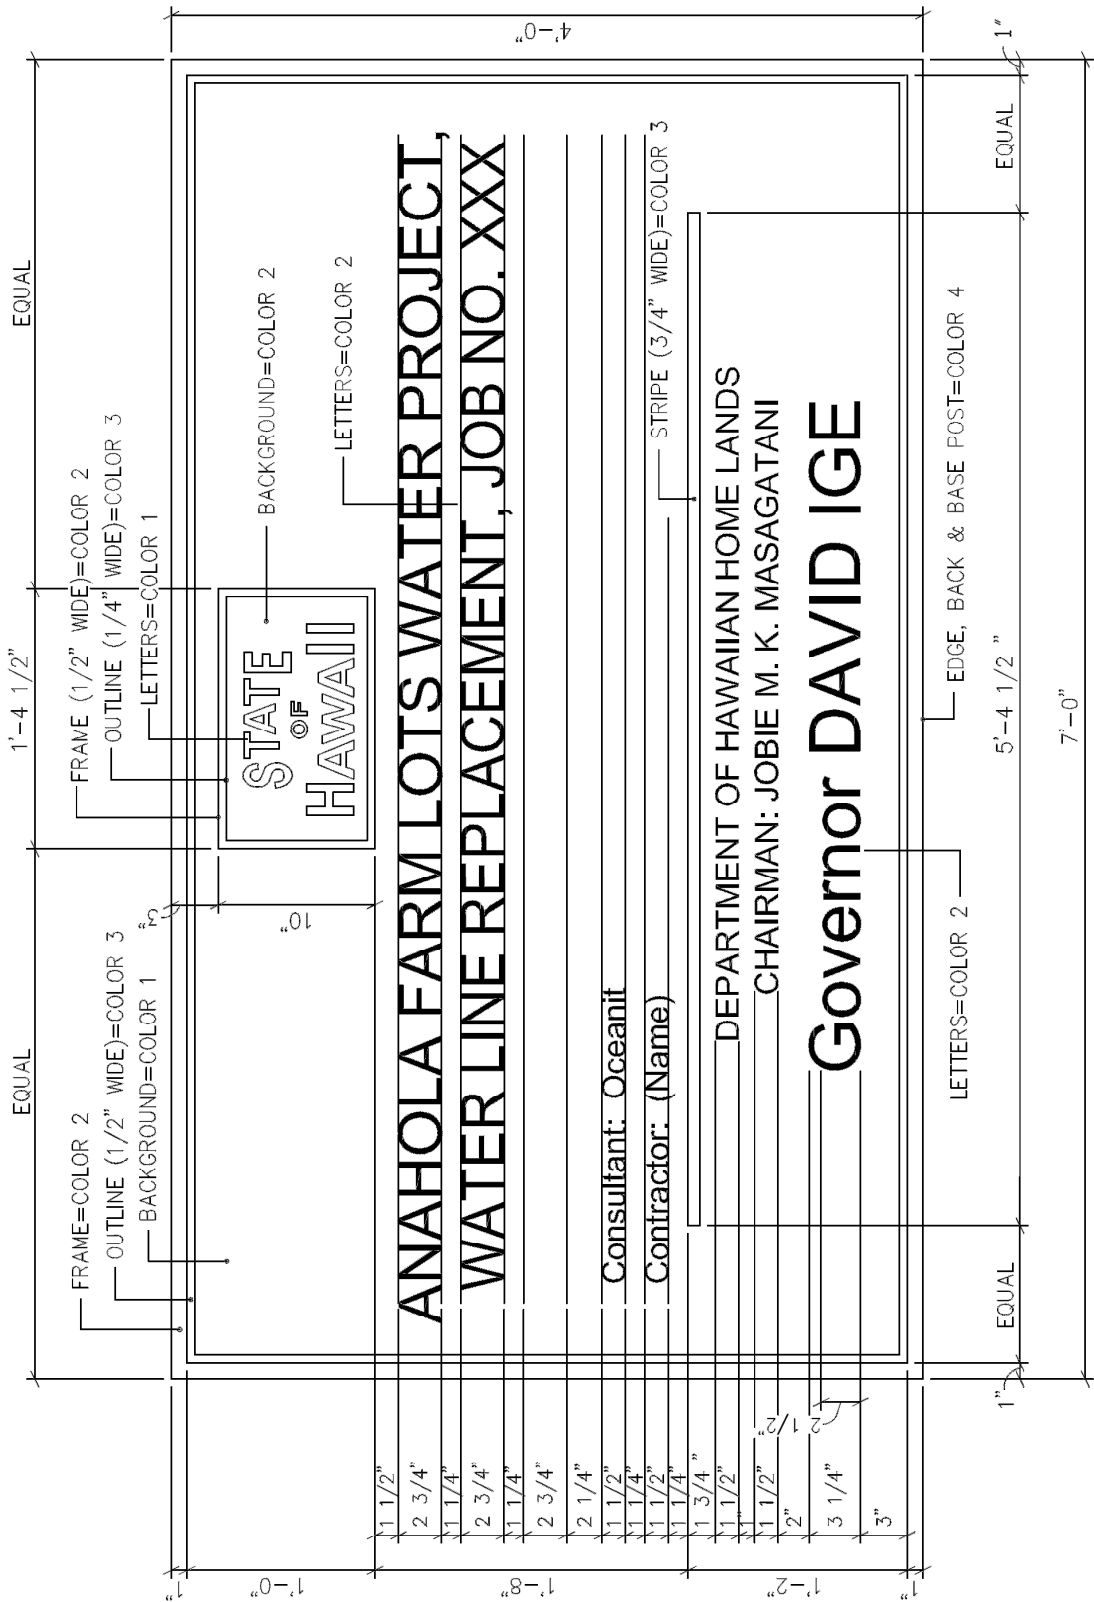 EQUAL
1'-4 1/2"
EQUAL
FRAME=COLOR 2
OUTLINE (1/2" WIDE)=COLOR 3
BACKGROUND=COLOR 1
FRAME (1/2" WIDE)=COLOR 2
OUTLINE (1/4" WIDE)=COLOR 3
LETTERS=COLOR 1
3"
10"
STATE
OF
HAWAII
BACKGROUND=COLOR 2
LETTERS=COLOR 2
ANAHOLA FARM LOTS WATER PROJECT,
WATER LINE REPLACEMENT, JOB NO. XXX
Consultant: Oceanit
Contractor: (Name)
STRIPE (3/4" WIDE)=COLOR 3
DEPARTMENT OF HAWAIIAN HOME LANDS
CHAIRMAN: JOBIE M. K. MASAGATANI
Governor DAVID IGE
LETTERS=COLOR 2
EDGE, BACK & BASE POST=COLOR 4
1"
1'-0"
1'-8"
1'-2"
1"
1 1/2"
2 3/4"
1 1/4"
2 3/4"
1 1/4"
2 3/4"
2 1/4"
1 1/2"
1 1/4"
1 1/2"
1 1/4"
1 3/4"
1 1/2"
1"
1 1/2"
2"
3 1/4"
3"
2 1/2"
4'-0"
1"
EQUAL
5'-4 1/2"
EQUAL
1"
7'-0"